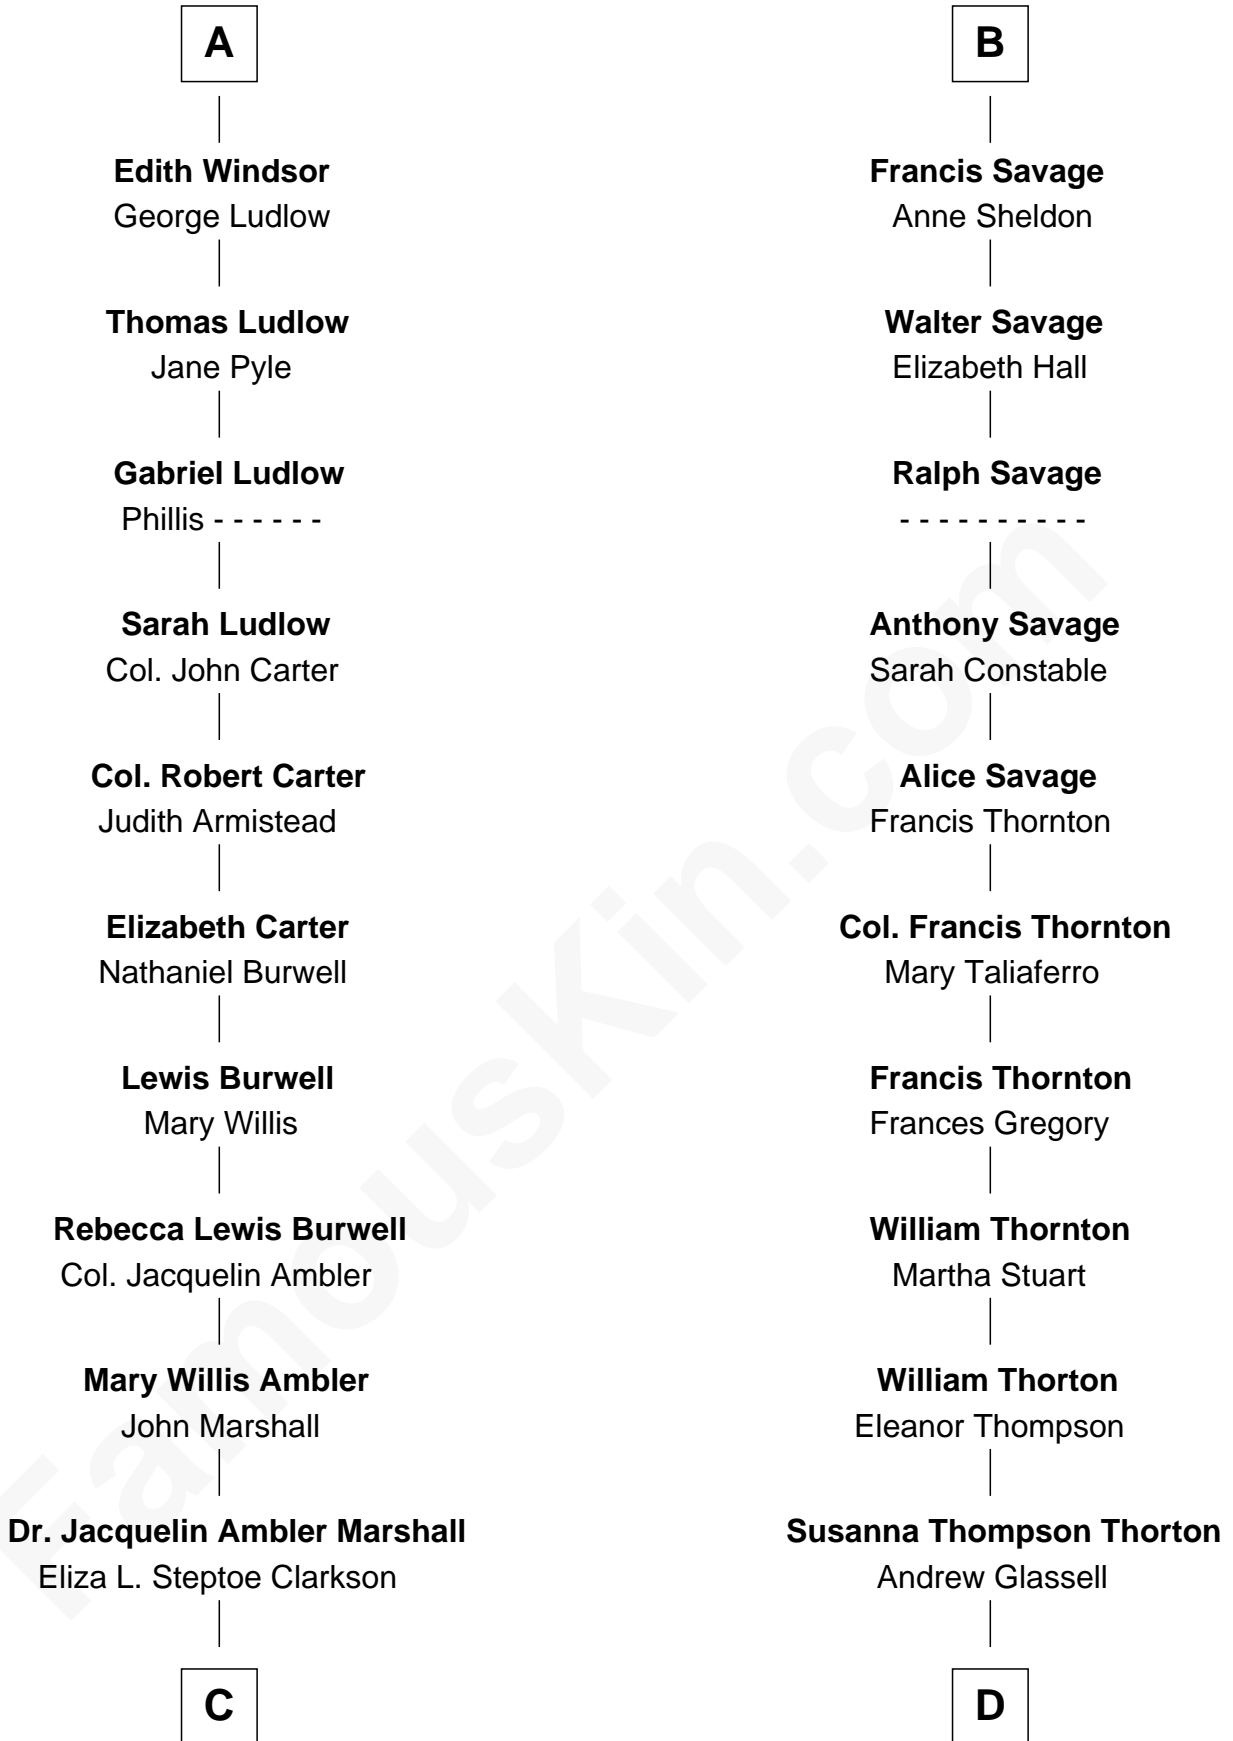 A
Edith Windsor
George Ludlow
Thomas Ludlow
Jane Pyle
Gabriel Ludlow
Phillis - - - - - -
Sarah Ludlow
Col. John Carter
Col. Robert Carter
Judith Armistead
Elizabeth Carter
Nathaniel Burwell
Lewis Burwell
Mary Willis
Rebecca Lewis Burwell
Col. Jacquelin Ambler
Mary Willis Ambler
John Marshall
Dr. Jacquelin Ambler Marshall
Eliza L. Steptoe Clarkson
C
B
Francis Savage
Anne Sheldon
Walter Savage
Elizabeth Hall
Ralph Savage
- - - - - - - - - -
Anthony Savage
Sarah Constable
Alice Savage
Francis Thornton
Col. Francis Thornton
Mary Taliaferro
Francis Thornton
Frances Gregory
William Thornton
Martha Stuart
William Thorton
Eleanor Thompson
Susanna Thompson Thorton
Andrew Glassell
D
FamousKin.com